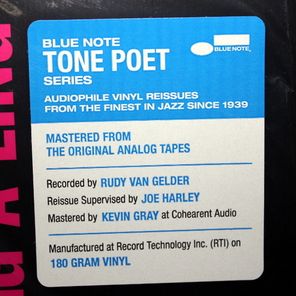 BLUE NOTE
TONE POET
SERIES
BLUE NOTE
AUDIOPHILE VINYL REISSUES
FROM THE FINEST IN JAZZ SINCE 1939
MASTERED FROM
THE ORIGINAL ANALOG TAPES
Recorded by RUDY VAN GELDER
Reissue Supervised by JOE HARLEY
Mastered by KEVIN GRAY at Cohearent Audio
Manufactured at Record Technology Inc. (RTI) on
180 GRAM VINYL